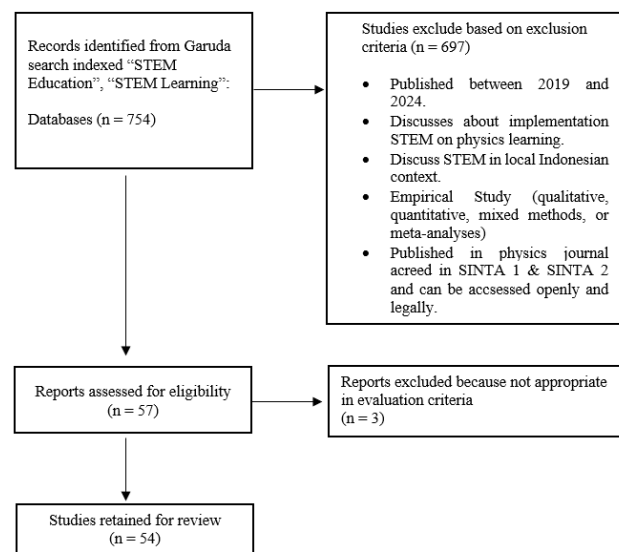 Records identified from Garuda
search indexed “STEM
Education”, “STEM Learning”:
Databases (n = 754)
Studies exclude based on exclusion
criteria (n = 697)
• Published between 2019 and
2024.
• Discusses about implementation
STEM on physics learning.
• Discuss STEM in local Indonesian
context.
• Empirical Study (qualitative,
quantitative, mixed methods, or
meta-analyses)
• Published in physics journal
acreed in SINTA 1 & SINTA 2
and can be accsessed openly and
legally.
Reports assessed for eligibility
(n = 57)
Reports excluded because not appropriate
in evaluation criteria
(n = 3)
Studies retained for review
(n = 54)